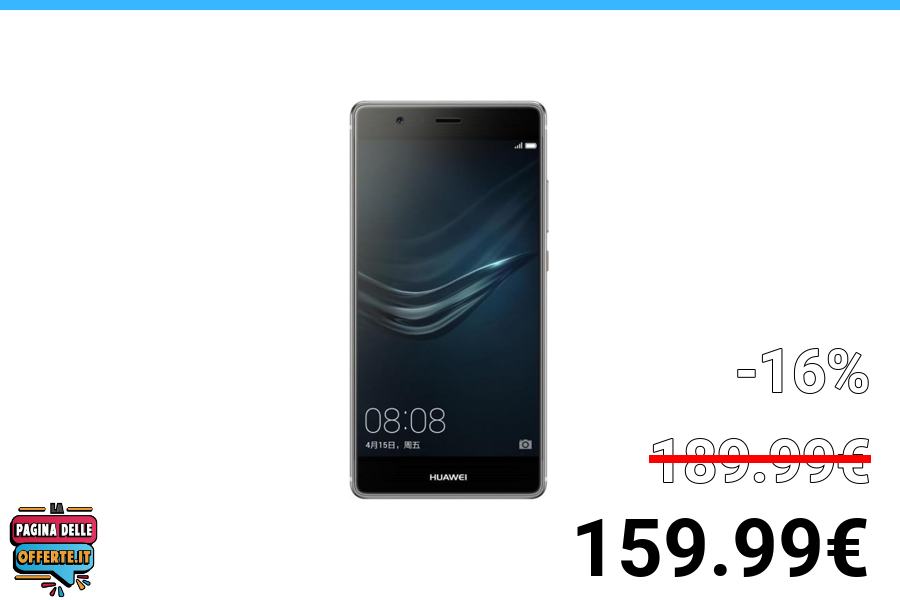 08:08
4月15日，周五
HUAWEI
-16%
189.99€
159.99€
LA
PAGINA DELLE
OFFERTE.IT